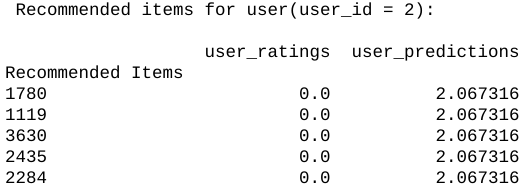 Recommended items for user(user_id = 2):
user_ratings user_predictions
Recommended Items
1780 0.0 2.067316
1119 0.0 2.067316
3630 0.0 2.067316
2435 0.0 2.067316
2284 0.0 2.067316